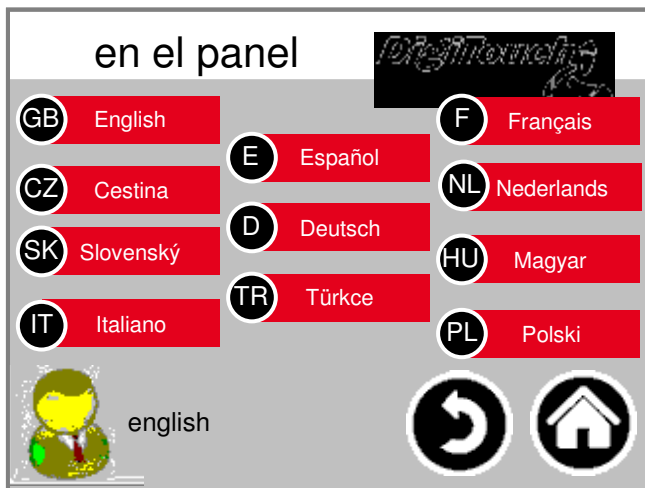 en el panel
DigiTouch
GB English
CZ Cestina
SK Slovenský
IT Italiano
E Español
D Deutsch
TR Türkce
F Français
NL Nederlands
HU Magyar
PL Polski
english